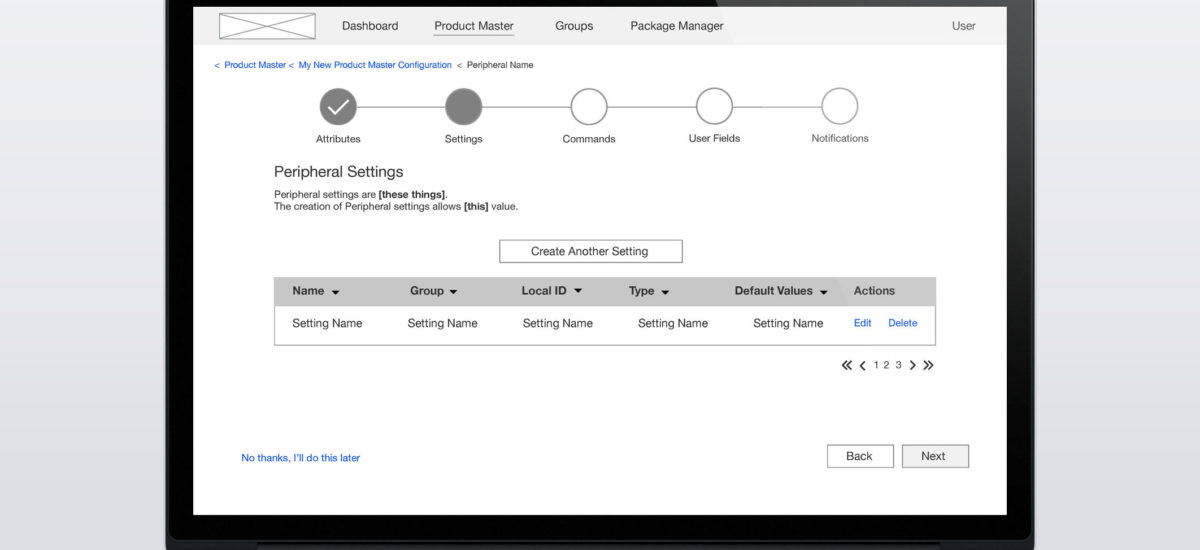 Dashboard Product Master Groups Package Manager User
< Product Master < My New Product Master Configuration < Peripheral Name
Attributes Settings Commands User Fields Notifications
Peripheral Settings
Peripheral settings are [these things].
The creation of Peripheral settings allows [this] value.
Create Another Setting
Name Group Local ID Type Default Values Actions
Setting Name Setting Name Setting Name Setting Name Setting Name Edit Delete
1 2 3
No thanks, I'll do this later Back Next